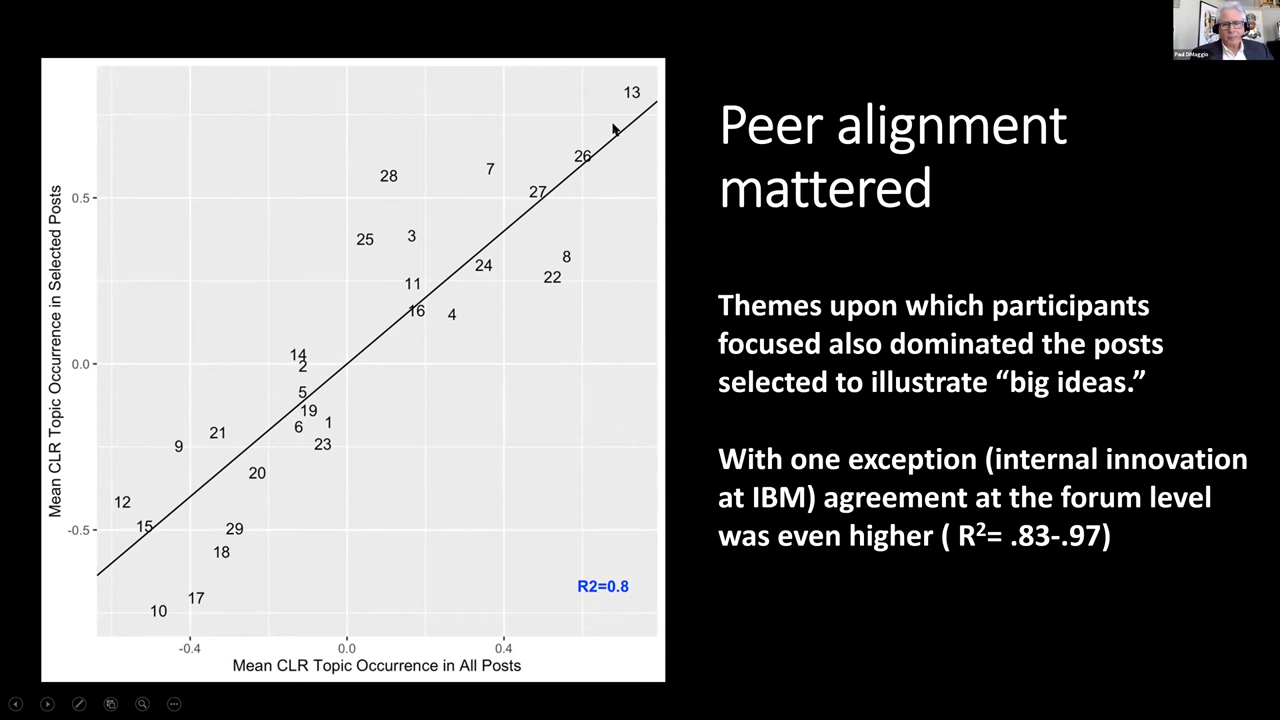 Paul DiMaggio
Peer alignment
mattered
Themes upon which participants
focused also dominated the posts
selected to illustrate “big ideas.”
With one exception (internal innovation
at IBM) agreement at the forum level
was even higher ( R²= .83-.97)
Mean CLR Topic Occurrence in Selected Posts
0.5
0.0
-0.5
13
26
7
28
27
3
25
8
24
22
11
16
4
14
2
5
19
1
6
21
23
9
20
12
15
29
18
17
10
R2=0.8
-0.4
0.0
0.4
Mean CLR Topic Occurrence in All Posts